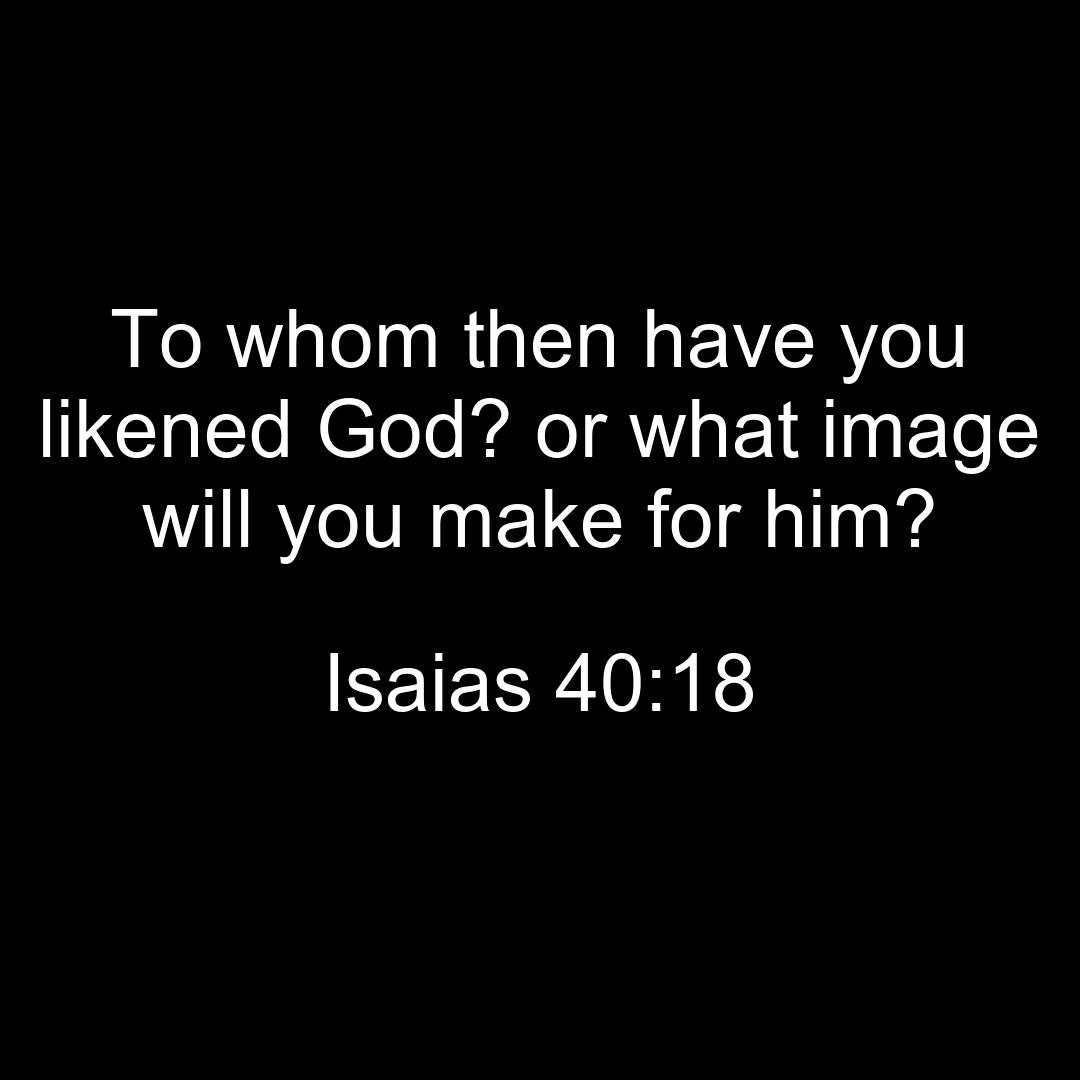 To whom then have you
likened God? or what image
will you make for him?
Isaias 40:18